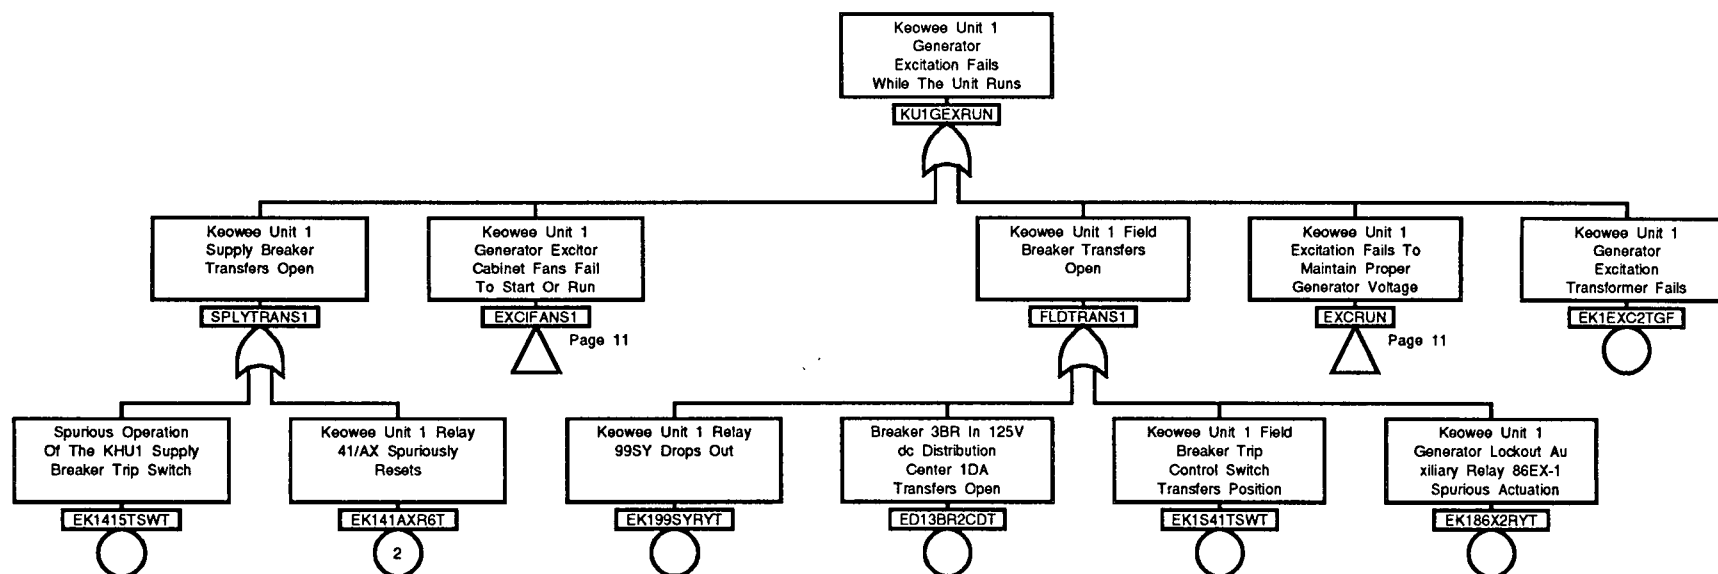 Keowee Unit 1
Generator
Excitation Fails
While The Unit Runs
KU1GEXRUN
Keowee Unit 1
Supply Breaker
Transfers Open
SPLYTRANS1
Keowee Unit 1
Generator Excitor
Cabinet Fans Fail
To Start Or Run
EXCIFANS1
Page 11
Keowee Unit 1 Field
Breaker Transfers
Open
FLDTRANS1
Keowee Unit 1
Excitation Fails To
Maintain Proper
Generator Voltage
EXCRUN
Page 11
Keowee Unit 1
Generator
Excitation
Transformer Fails
EK1EXC2TGF
Spurious Operation
Of The KHU1 Supply
Breaker Trip Switch
EK1415TSWT
Keowee Unit 1 Relay
41/AX Spuriously
Resets
EK141AXR6T
2
Keowee Unit 1 Relay
99SY Drops Out
EK199SYRYT
Breaker 3BR In 125V
dc Distribution
Center 1DA
Transfers Open
ED13BR2CDT
Keowee Unit 1 Field
Breaker Trip
Control Switch
Transfers Position
EK1S41TSWT
Keowee Unit 1
Generator Lockout Au
xiliary Relay 86EX-1
Spurious Actuation
EK186X2RYT